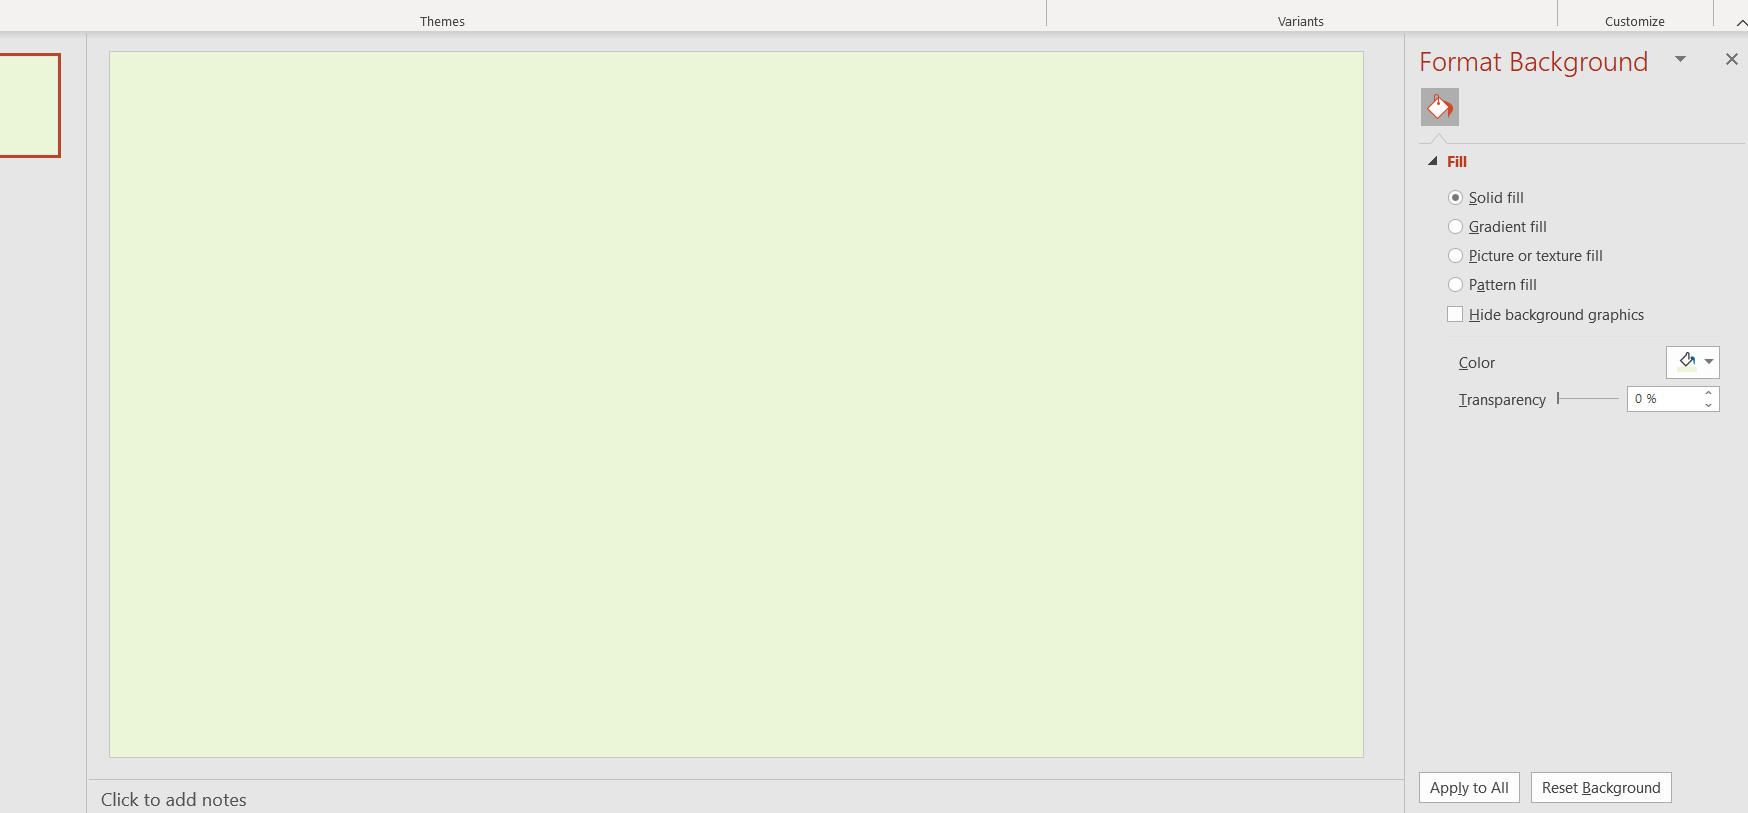 Themes
Variants
Customize
Format Background
Fill
Solid fill
Gradient fill
Picture or texture fill
Pattern fill
Hide background graphics
Color
Transparency
0 %
Apply to All
Reset Background
Click to add notes